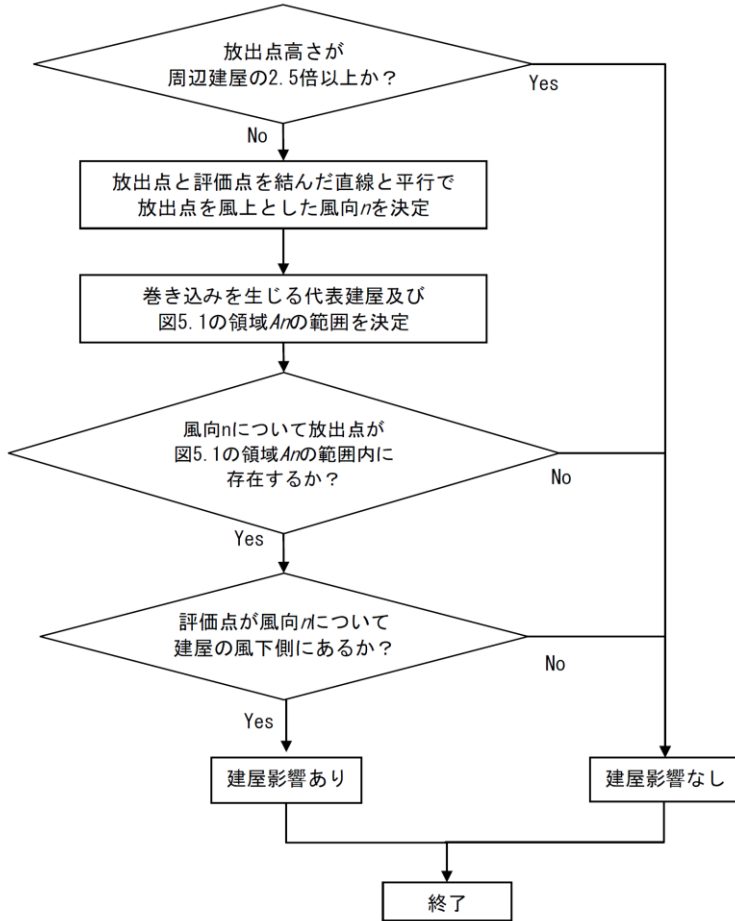 放出点高さが
周辺建屋の2.5倍以上か？
Yes
No
放出点と評価点を結んだ直線と平行で
放出点を風上とした風向nを決定
巻き込みを生じる代表建屋及び
図5.1の領域Anの範囲を決定
風向nについて放出点が
図5.1の領域Anの範囲内に
存在するか？
No
Yes
評価点が風向nについて
建屋の風下側にあるか？
No
Yes
建屋影響あり
建屋影響なし
終了